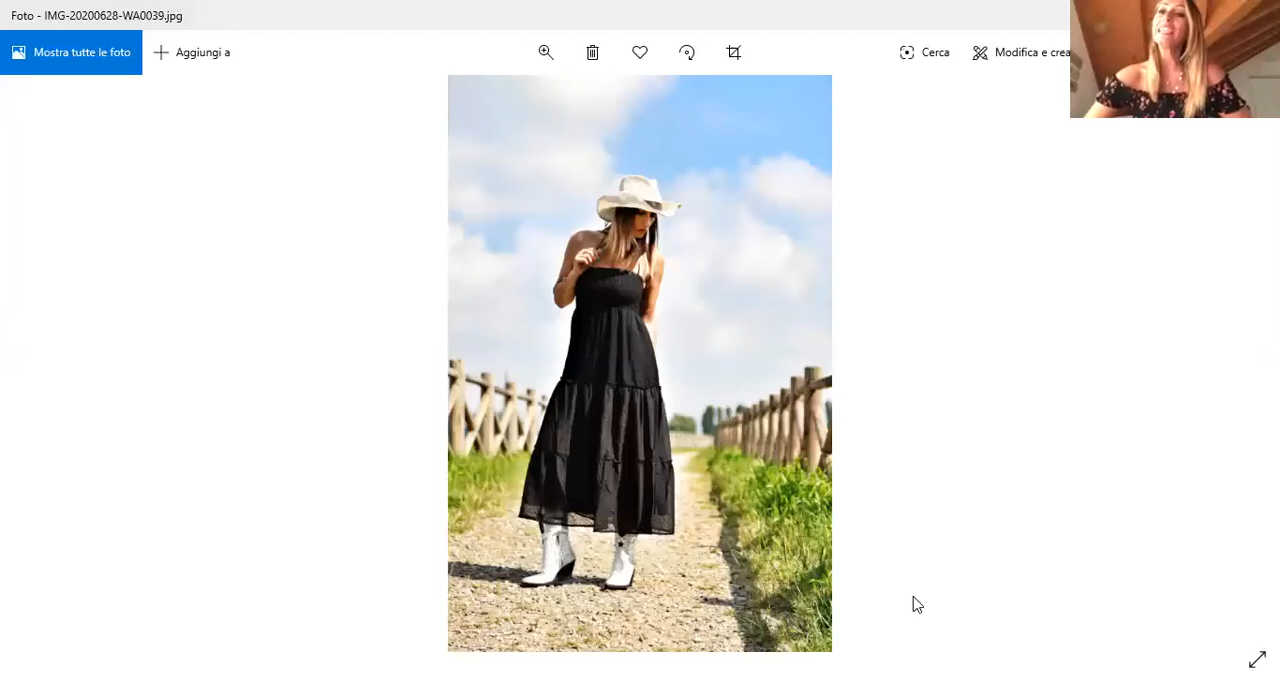 Foto - IMG-20200628-WA0039.jpg
Mostra tutte le foto
Aggiungi a
Cerca
Modifica e crea